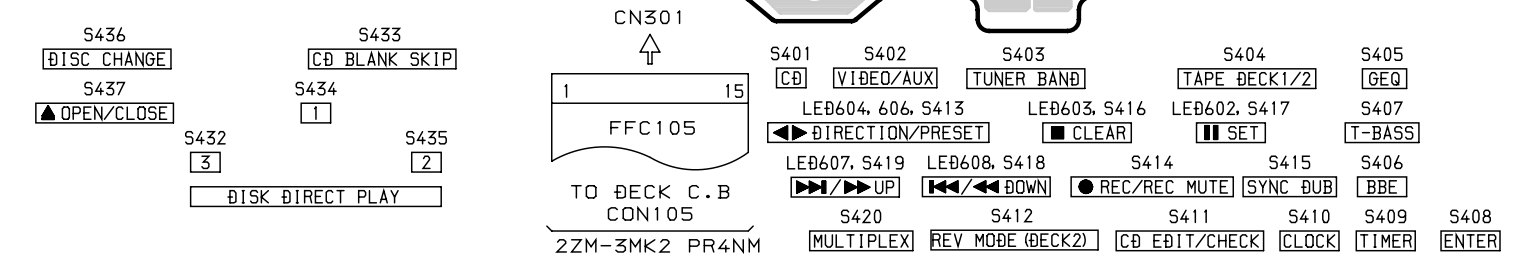 CN301
S436 S433
DISC CHANGE CD BLANK SKIP
S437 S434
▲ OPEN/CLOSE 1
S432 S435
3 2
DISK DIRECT PLAY
1 15
FFC105
TO DECK C.B
CON105
2ZM-3MK2 PR4NM
S401 S402 S403 S404 S405
CD VIDEO/AUX TUNER BAND TAPE DECK1/2 GEQ
LED604, 606, S413 LED603, S416 LED602, S417 S407
◀▶ DIRECTION/PRESET ■ CLEAR ▮▮ SET T-BASS
LED607, S419 LED608, S418 S414 S415 S406
▶▶I/▶▶ UP I◀◀/◀◀ DOWN ● REC/REC MUTE SYNC DUB BBE
S420 S412 S411 S410 S409 S408
MULTIPLEX REV MODE (DECK2) CD EDIT/CHECK CLOCK TIMER ENTER